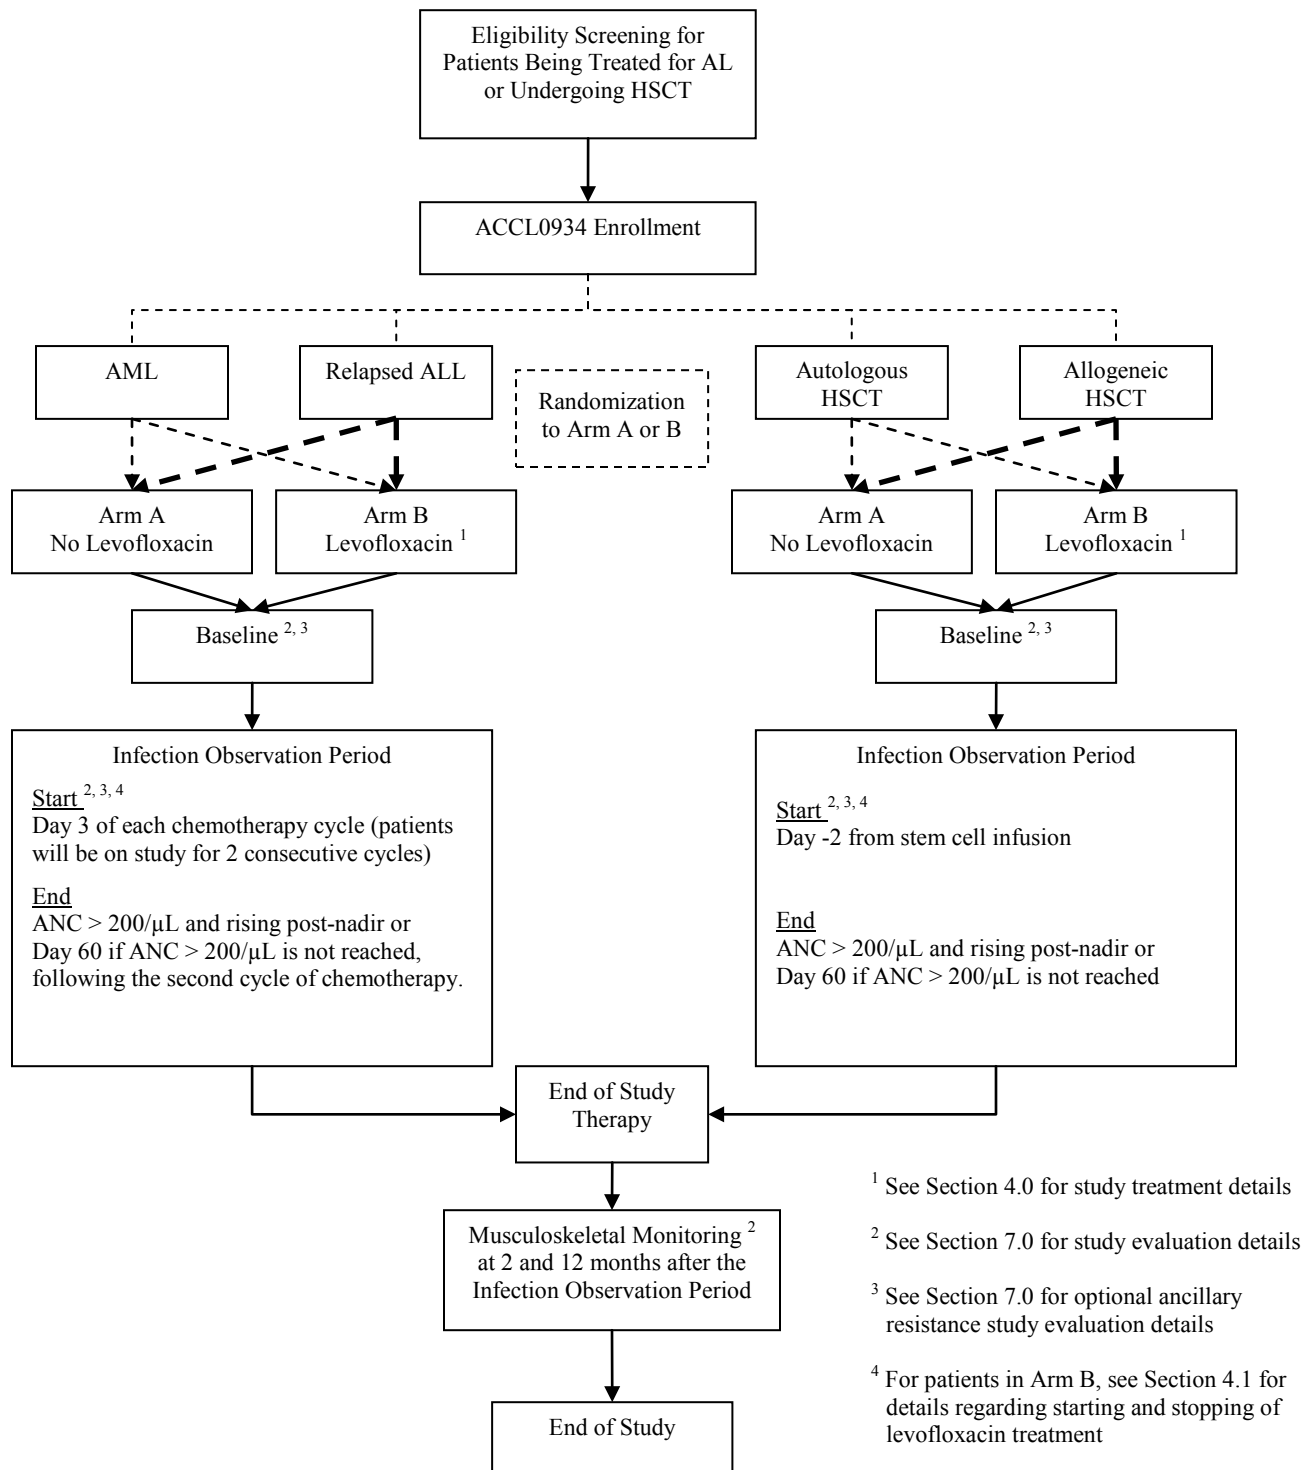 Eligibility Screening for
Patients Being Treated for AL
or Undergoing HSCT
ACCL0934 Enrollment
AML
Relapsed ALL
Randomization
to Arm A or B
Autologous
HSCT
Allogeneic
HSCT
Arm A
No Levofloxacin
Arm B
Levofloxacin 1
Arm A
No Levofloxacin
Arm B
Levofloxacin 1
Baseline 2, 3
Baseline 2, 3
Infection Observation Period
Start 2, 3, 4
Day 3 of each chemotherapy cycle (patients
will be on study for 2 consecutive cycles)
End
ANC > 200/µL and rising post-nadir or
Day 60 if ANC > 200/µL is not reached,
following the second cycle of chemotherapy.
Infection Observation Period
Start 2, 3, 4
Day -2 from stem cell infusion
End
ANC > 200/µL and rising post-nadir or
Day 60 if ANC > 200/µL is not reached
End of Study
Therapy
Musculoskeletal Monitoring 2
at 2 and 12 months after the
Infection Observation Period
End of Study
1 See Section 4.0 for study treatment details
2 See Section 7.0 for study evaluation details
3 See Section 7.0 for optional ancillary
resistance study evaluation details
4 For patients in Arm B, see Section 4.1 for
details regarding starting and stopping of
levofloxacin treatment